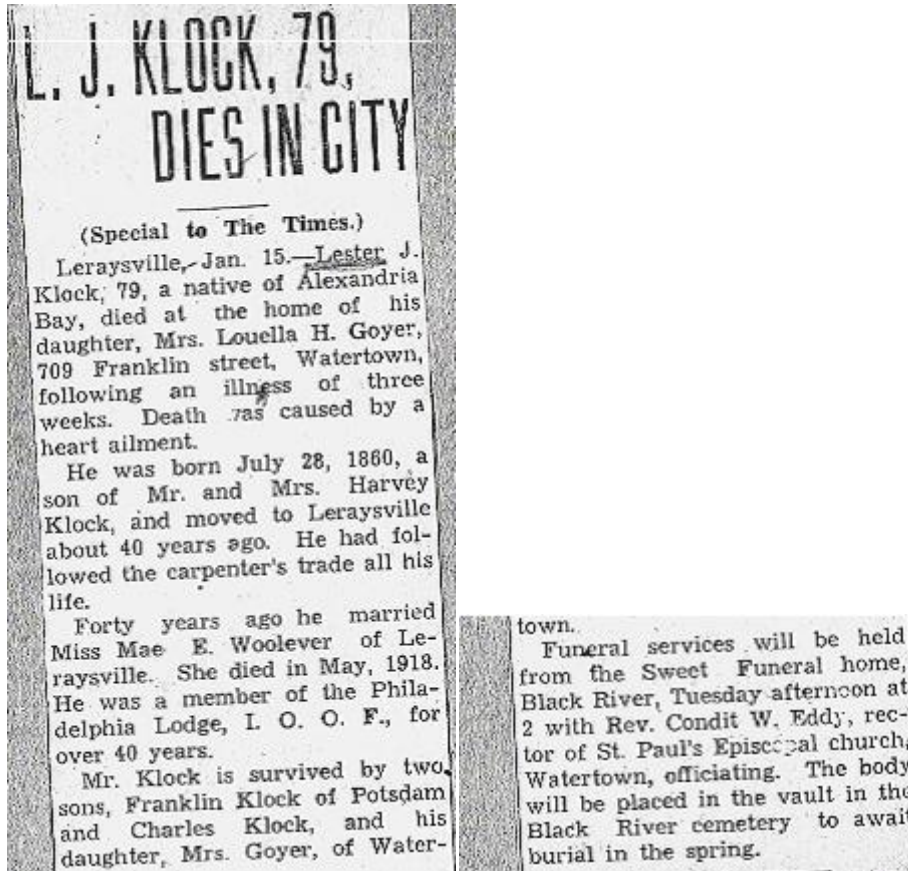 L. J. KLOCK, 79,
DIES IN CITY
(Special to The Times.)
Leraysville, Jan. 15.—Lester J.
Klock, 79, a native of Alexandria
Bay, died at the home of his
daughter, Mrs. Louella H. Goyer,
709 Franklin street, Watertown,
following an illness of three
weeks. Death was caused by a
heart ailment.
He was born July 28, 1860, a
son of Mr. and Mrs. Harvey
Klock, and moved to Leraysville
about 40 years ago. He had fol-
lowed the carpenter's trade all his
life.
Forty years ago he married
Miss Mae E. Woolever of Le-
raysville. She died in May, 1918.
He was a member of the Phila-
delphia Lodge, I. O. O. F., for
over 40 years.
Mr. Klock is survived by two
sons, Franklin Klock of Potsdam
and Charles Klock, and his
daughter, Mrs. Goyer, of Water-
town.
Funeral services will be held
from the Sweet Funeral home,
Black River, Tuesday afternoon at
2 with Rev. Condit W. Eddy, rec-
tor of St. Paul's Episcopal church,
Watertown, officiating. The body
will be placed in the vault in the
Black River cemetery to await
burial in the spring.